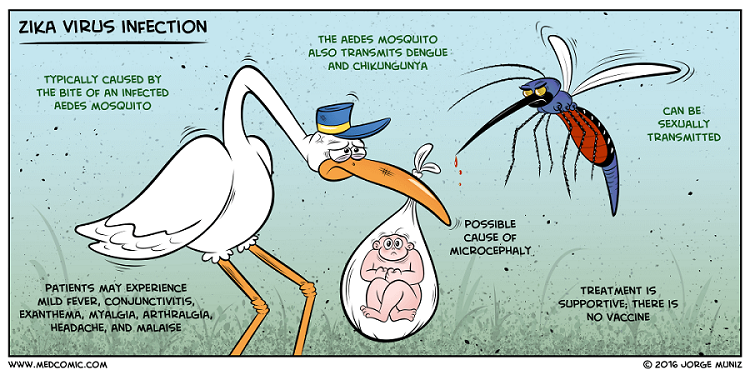 ZIKA VIRUS INFECTION
TYPICALLY CAUSED BY
THE BITE OF AN INFECTED
AEDES MOSQUITO
THE AEDES MOSQUITO
ALSO TRANSMITS DENGUE
AND CHIKUNGUNYA
CAN BE
SEXUALLY
TRANSMITTED
POSSIBLE
CAUSE OF
MICROCEPHALY
PATIENTS MAY EXPERIENCE
MILD FEVER, CONJUNCTIVITIS,
EXANTHEMA, MYALGIA, ARTHRALGIA,
HEADACHE, AND MALAISE
TREATMENT IS
SUPPORTIVE; THERE IS
NO VACCINE
WWW.MEDCOMIC.COM
© 2016 JORGE MUNIZ